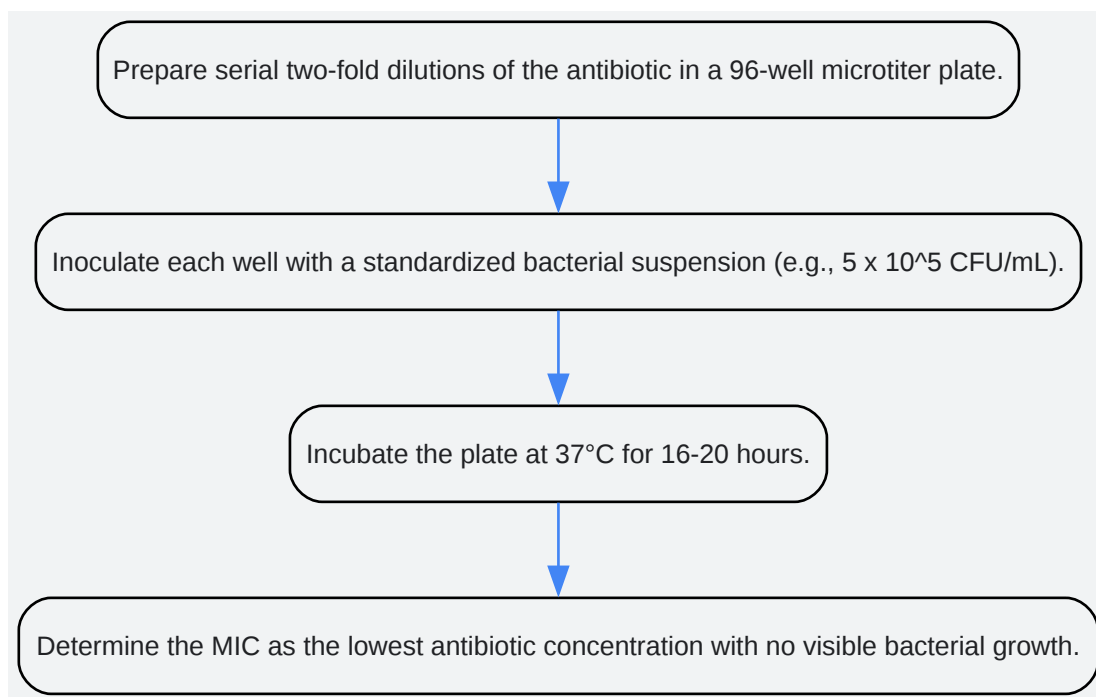 Prepare serial two-fold dilutions of the antibiotic in a 96-well microtiter plate.
Inoculate each well with a standardized bacterial suspension (e.g., 5 x 10^5 CFU/mL).
Incubate the plate at 37°C for 16-20 hours.
Determine the MIC as the lowest antibiotic concentration with no visible bacterial growth.